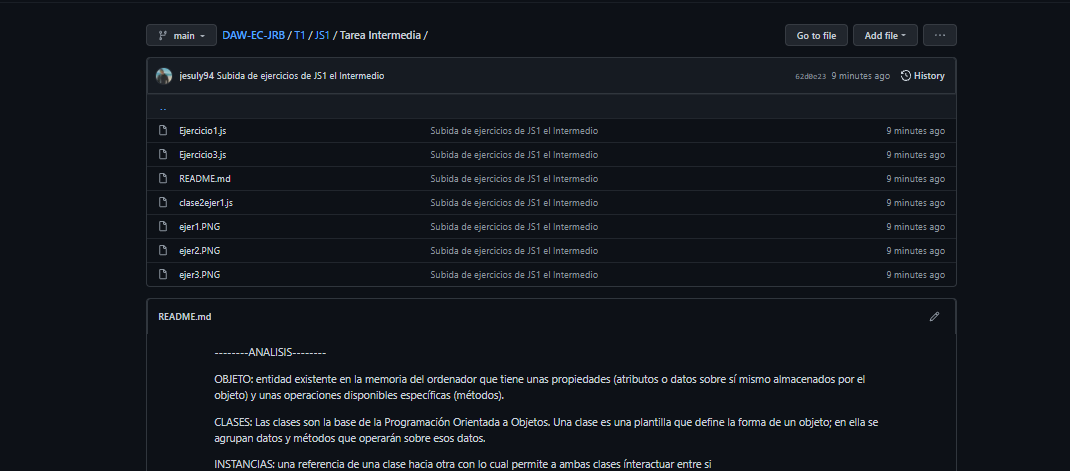 main
DAW-EC-JRB / T1 / JS1 / Tarea Intermedia /
Go to file
Add file
...
jesuly94 Subida de ejercicios de JS1 el Intermedio
62d0e23 9 minutes ago
History
..
Ejercicio1.js Subida de ejercicios de JS1 el Intermedio 9 minutes ago
Ejercicio3.js Subida de ejercicios de JS1 el Intermedio 9 minutes ago
README.md Subida de ejercicios de JS1 el Intermedio 9 minutes ago
clase2ejer1.js Subida de ejercicios de JS1 el Intermedio 9 minutes ago
ejer1.PNG Subida de ejercicios de JS1 el Intermedio 9 minutes ago
ejer2.PNG Subida de ejercicios de JS1 el Intermedio 9 minutes ago
ejer3.PNG Subida de ejercicios de JS1 el Intermedio 9 minutes ago
README.md
--------ANALISIS--------
OBJETO: entidad existente en la memoria del ordenador que tiene unas propiedades (atributos o datos sobre sí mismo almacenados por el
objeto) y unas operaciones disponibles específicas (métodos).
CLASES: Las clases son la base de la Programación Orientada a Objetos. Una clase es una plantilla que define la forma de un objeto; en ella se
agrupan datos y métodos que operarán sobre esos datos.
INSTANCIAS: una referencia de una clase hacia otra con lo cual permite a ambas clases ínteractuar entre si